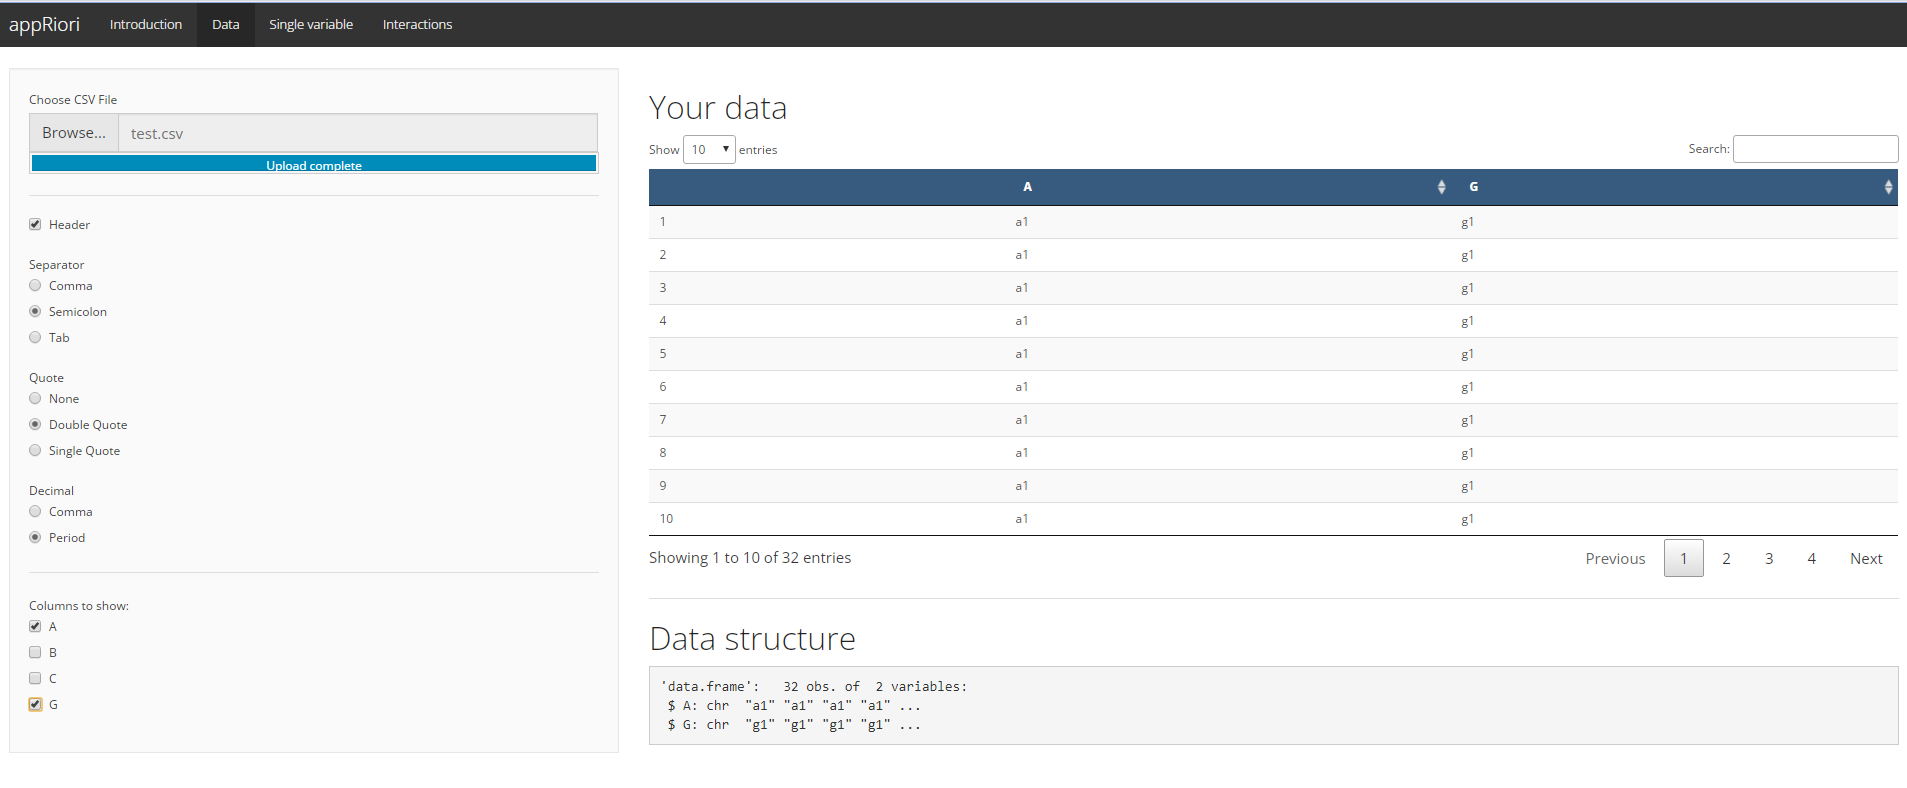 appRiori Introduction Data Single variable Interactions
Choose CSV File
Browse... test.csv
Upload complete
Header
Separator
Comma
Semicolon
Tab
Quote
None
Double Quote
Single Quote
Decimal
Comma
Period
Columns to show:
A
B
C
G
Your data
Show 10 entries Search:
A G
1 a1 g1
2 a1 g1
3 a1 g1
4 a1 g1
5 a1 g1
6 a1 g1
7 a1 g1
8 a1 g1
9 a1 g1
10 a1 g1
Showing 1 to 10 of 32 entries Previous 1 2 3 4 Next
Data structure
'data.frame': 32 obs. of 2 variables:
$ A: chr "a1" "a1" "a1" "a1" ...
$ G: chr "g1" "g1" "g1" "g1" ...